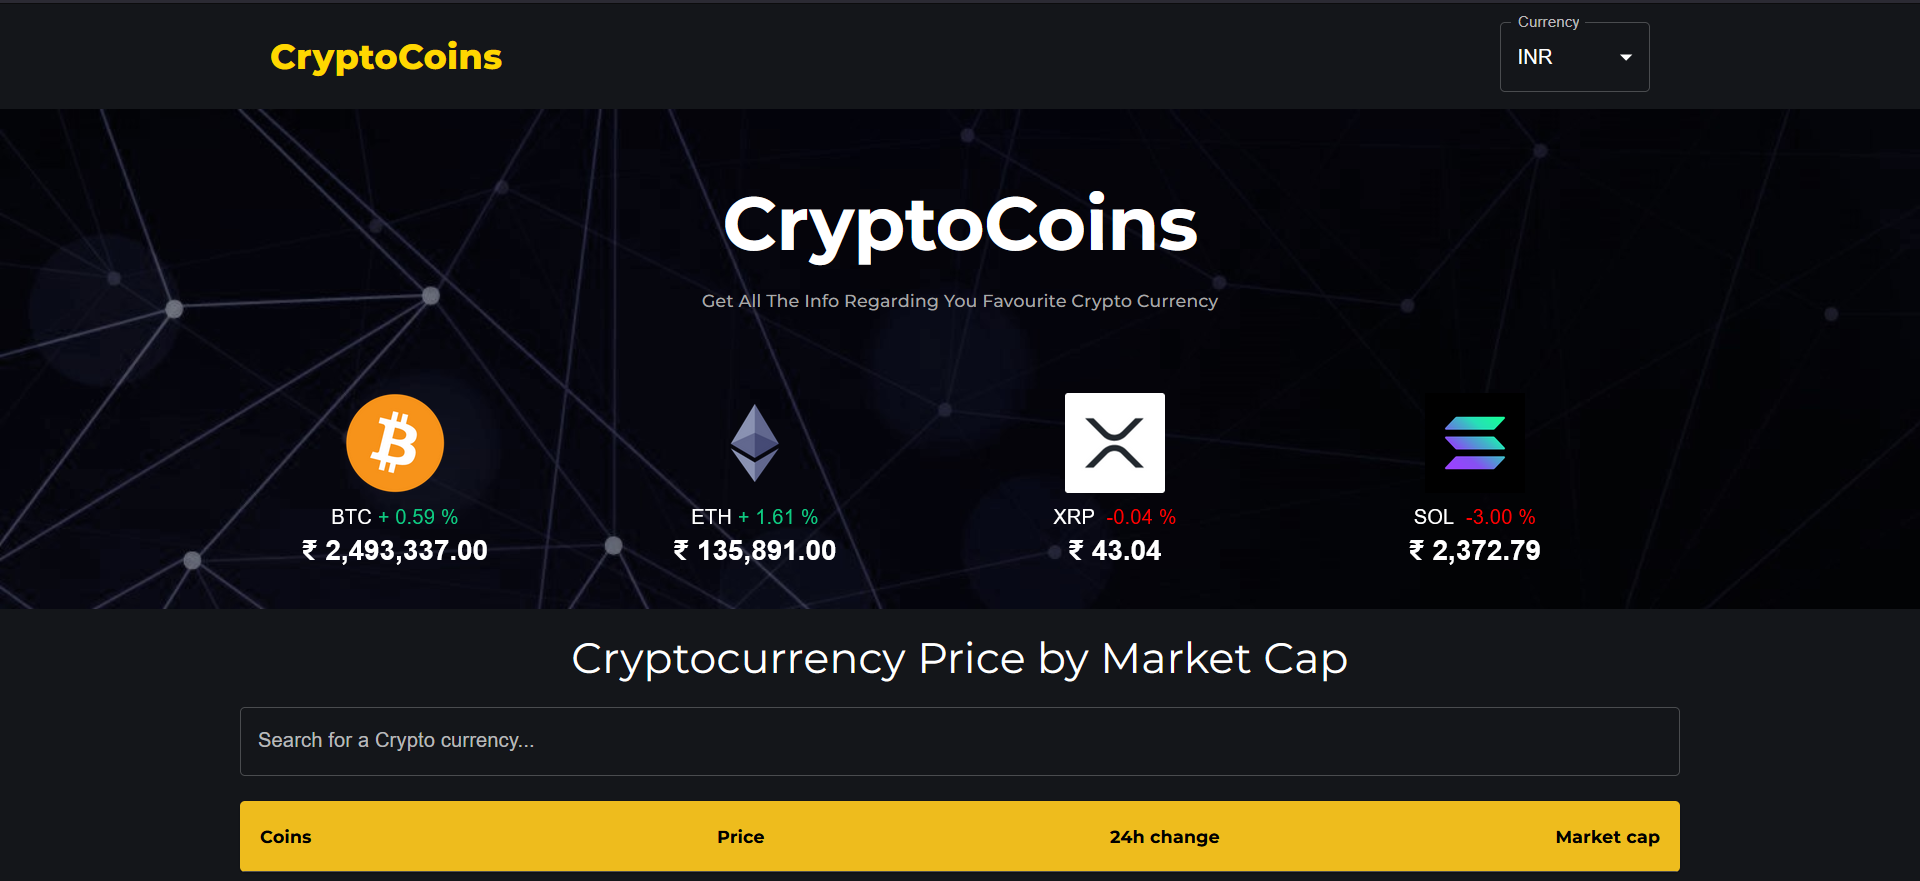 CryptoCoins
Currency
INR
CryptoCoins
Get All The Info Regarding You Favourite Crypto Currency
BTC + 0.59 %
₹ 2,493,337.00
ETH + 1.61 %
₹ 135,891.00
XRP -0.04 %
₹ 43.04
SOL -3.00 %
₹ 2,372.79
Cryptocurrency Price by Market Cap
Search for a Crypto currency...
Coins Price 24h change Market cap